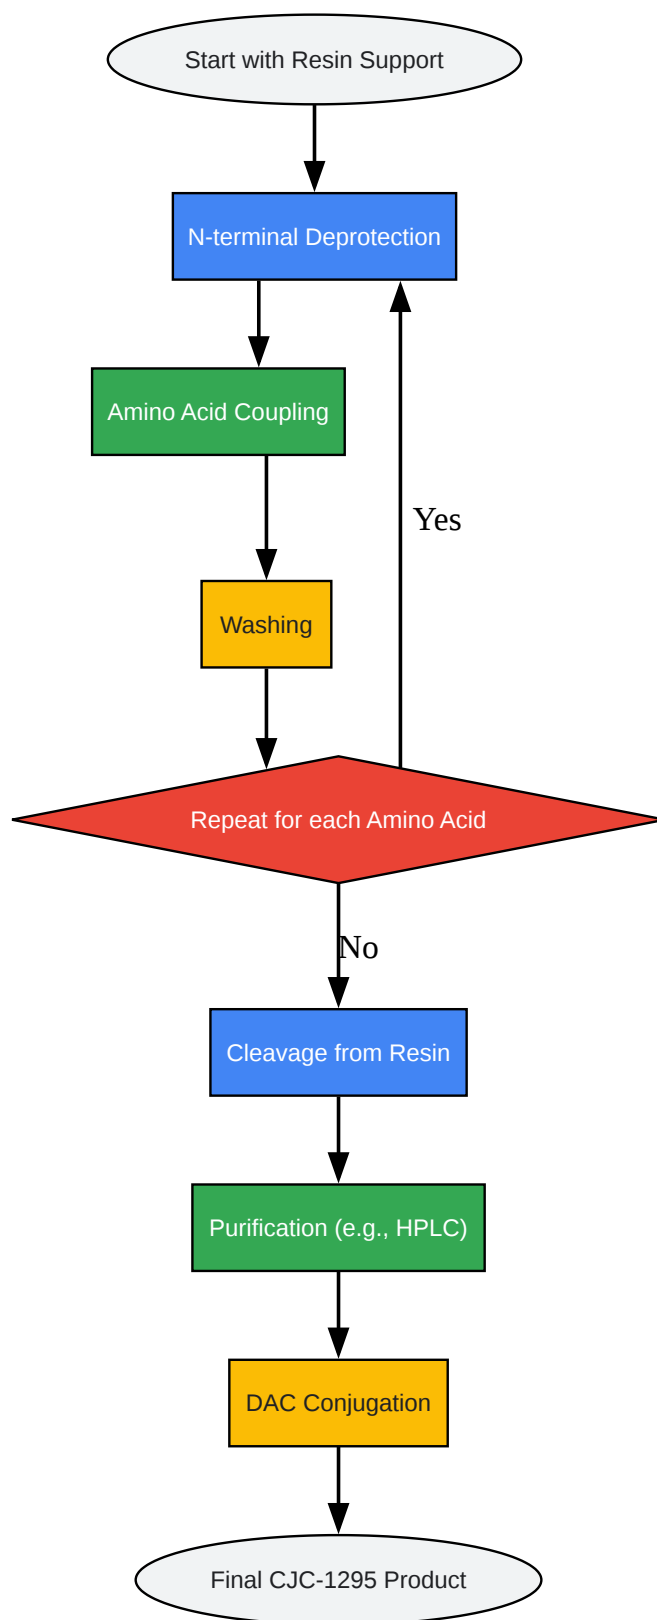 Start with Resin Support
N-terminal Deprotection
Amino Acid Coupling
Yes
Washing
Repeat for each Amino Acid
No
Cleavage from Resin
Purification (e.g., HPLC)
DAC Conjugation
Final CJC-1295 Product